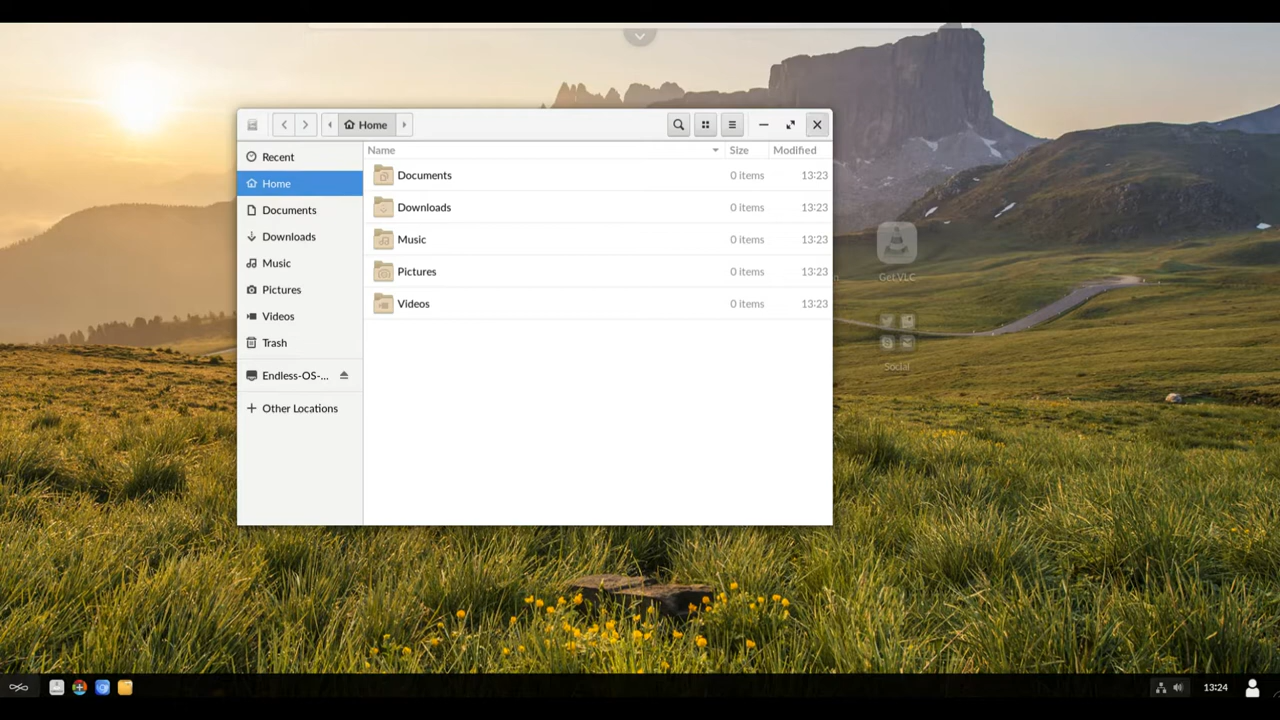 Home
Recent
Home
Documents
Downloads
Music
Pictures
Videos
Trash
Endless-OS-...
Other Locations
Name Size Modified
Documents 0 items 13:23
Downloads 0 items 13:23
Music 0 items 13:23
Pictures 0 items 13:23
Videos 0 items 13:23
Get VLC
Social
13:24